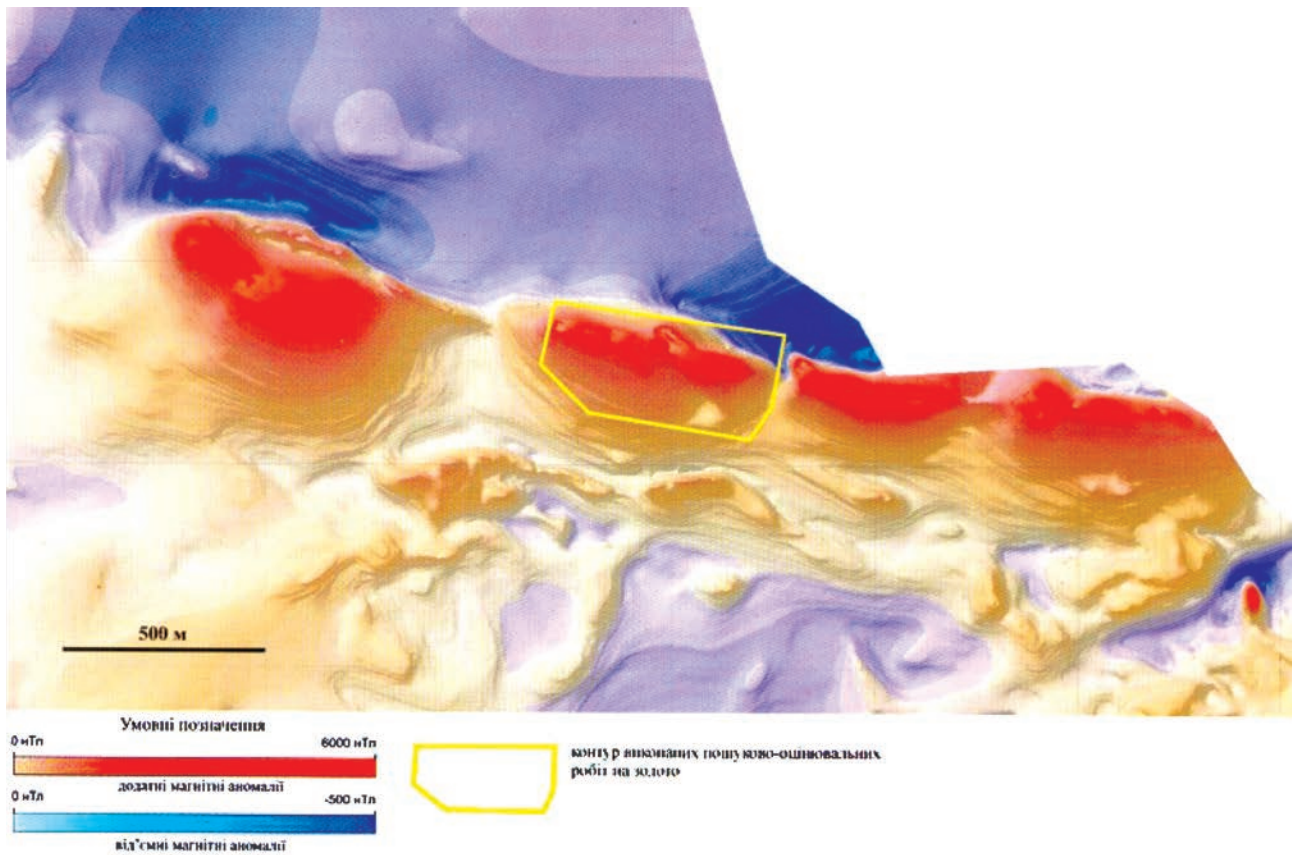 500 м
Умовні позначення
0 нТл 6000 нТл
додатні магнітні аномалії
0 нТл -500 нТл
від’ємні магнітні аномалії
контур виконаних пошуково-оцінювальних
робіт на золото